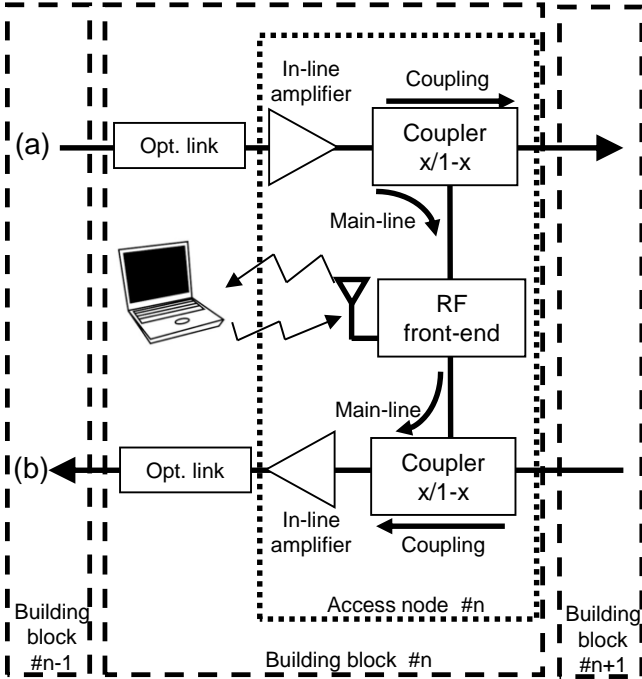 In-line
amplifier
Coupling
(a)
Opt. link
Coupler
x/1-x
Main-line
RF
front-end
Main-line
(b)
Opt. link
Coupler
x/1-x
In-line
amplifier
Coupling
Access node #n
Building
block
#n-1
Building block #n
Building
block
#n+1